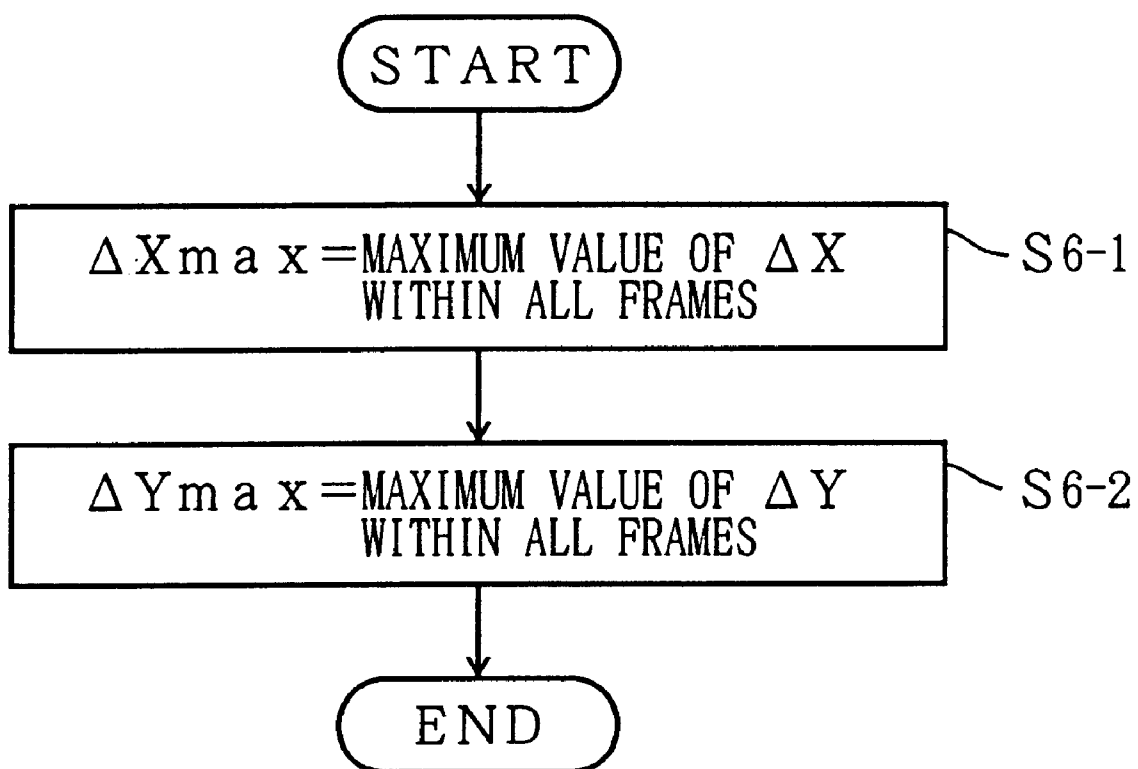 START
ΔXmax=MAXIMUM VALUE OF ΔX
WITHIN ALL FRAMES
S6-1
ΔYmax=MAXIMUM VALUE OF ΔY
WITHIN ALL FRAMES
S6-2
END